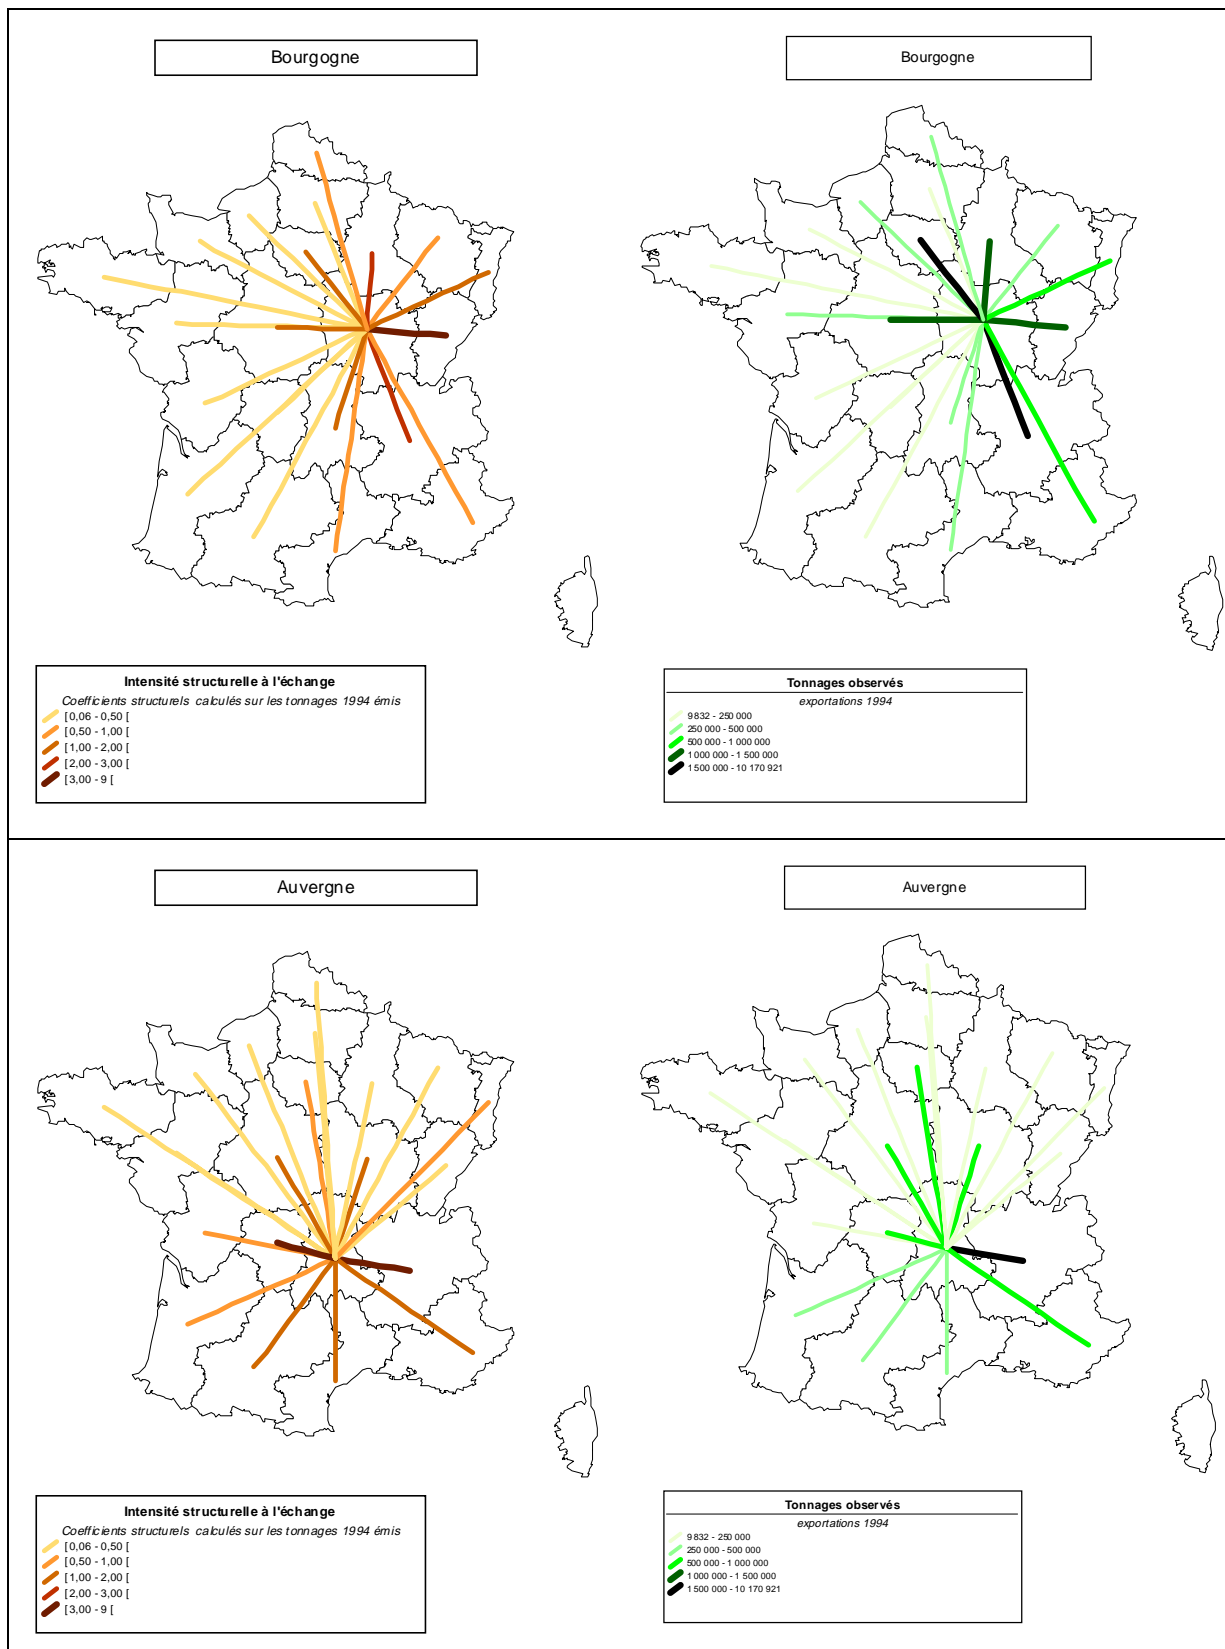 Bourgogne
Bourgogne
Intensité structurelle à l'échange
Coefficients structurels calculés sur les tonnages 1994 émis
[0,06 - 0,50 [
[0,50 - 1,00 [
[1,00 - 2,00 [
[2,00 - 3,00 [
[3,00 - 9 [
Tonnages observés
exportations 1994
9 832 - 250 000
250 000 - 500 000
500 000 - 1 000 000
1 000 000 - 1 500 000
1 500 000 - 10 170 921
Auvergne
Auvergne
Intensité structurelle à l'échange
Coefficients structurels calculés sur les tonnages 1994 émis
[0,06 - 0,50 [
[0,50 - 1,00 [
[1,00 - 2,00 [
[2,00 - 3,00 [
[3,00 - 9 [
Tonnages observés
exportations 1994
9 832 - 250 000
250 000 - 500 000
500 000 - 1 000 000
1 000 000 - 1 500 000
1 500 000 - 10 170 921